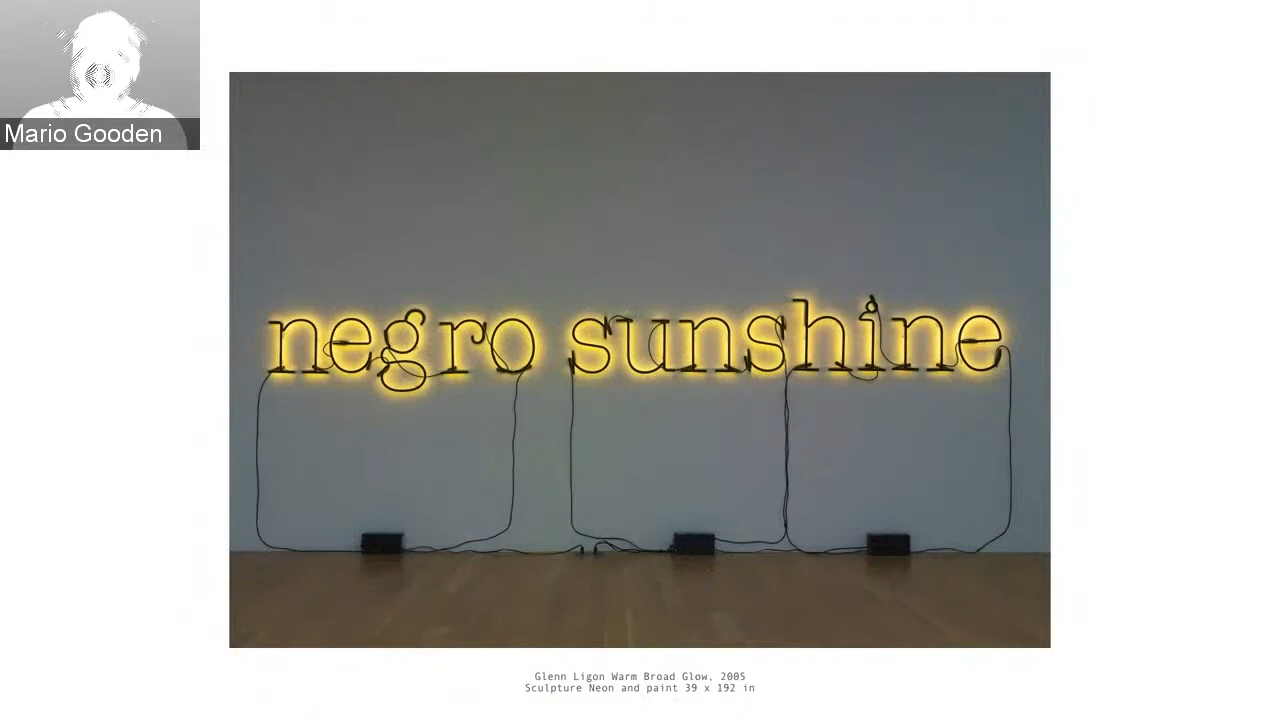 Mario Gooden
negro sunshine
Glenn Ligon Warm Broad Glow, 2005
Sculpture Neon and paint 39 x 192 in